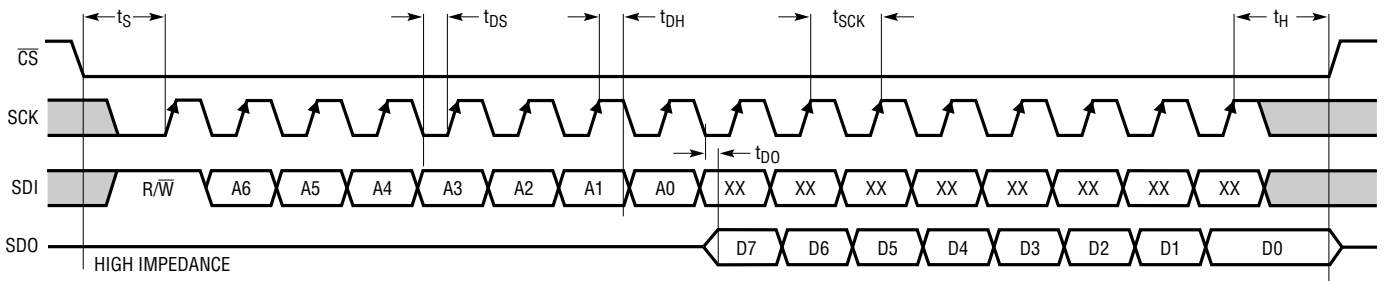 tS tDS tDH tSCK tH
CS
SCK
tDO
SDI R/W A6 A5 A4 A3 A2 A1 A0 XX XX XX XX XX XX XX XX
SDO D7 D6 D5 D4 D3 D2 D1 D0
HIGH IMPEDANCE